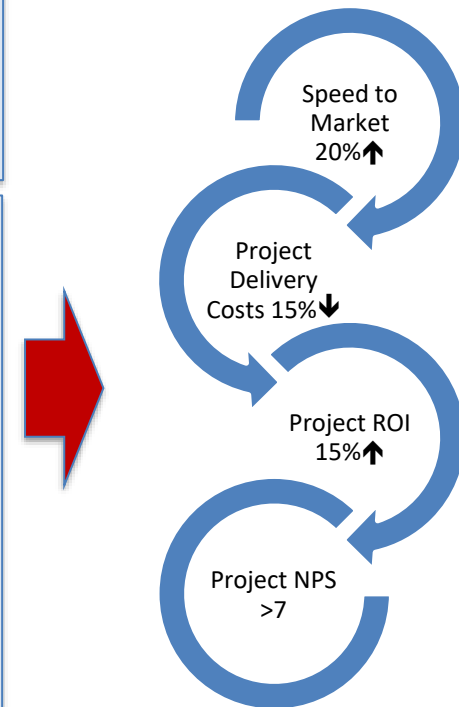 Speed to
Market
20%🡹
Project
Delivery
Costs 15%🡻
Project ROI
15%🡹
Project NPS
>7